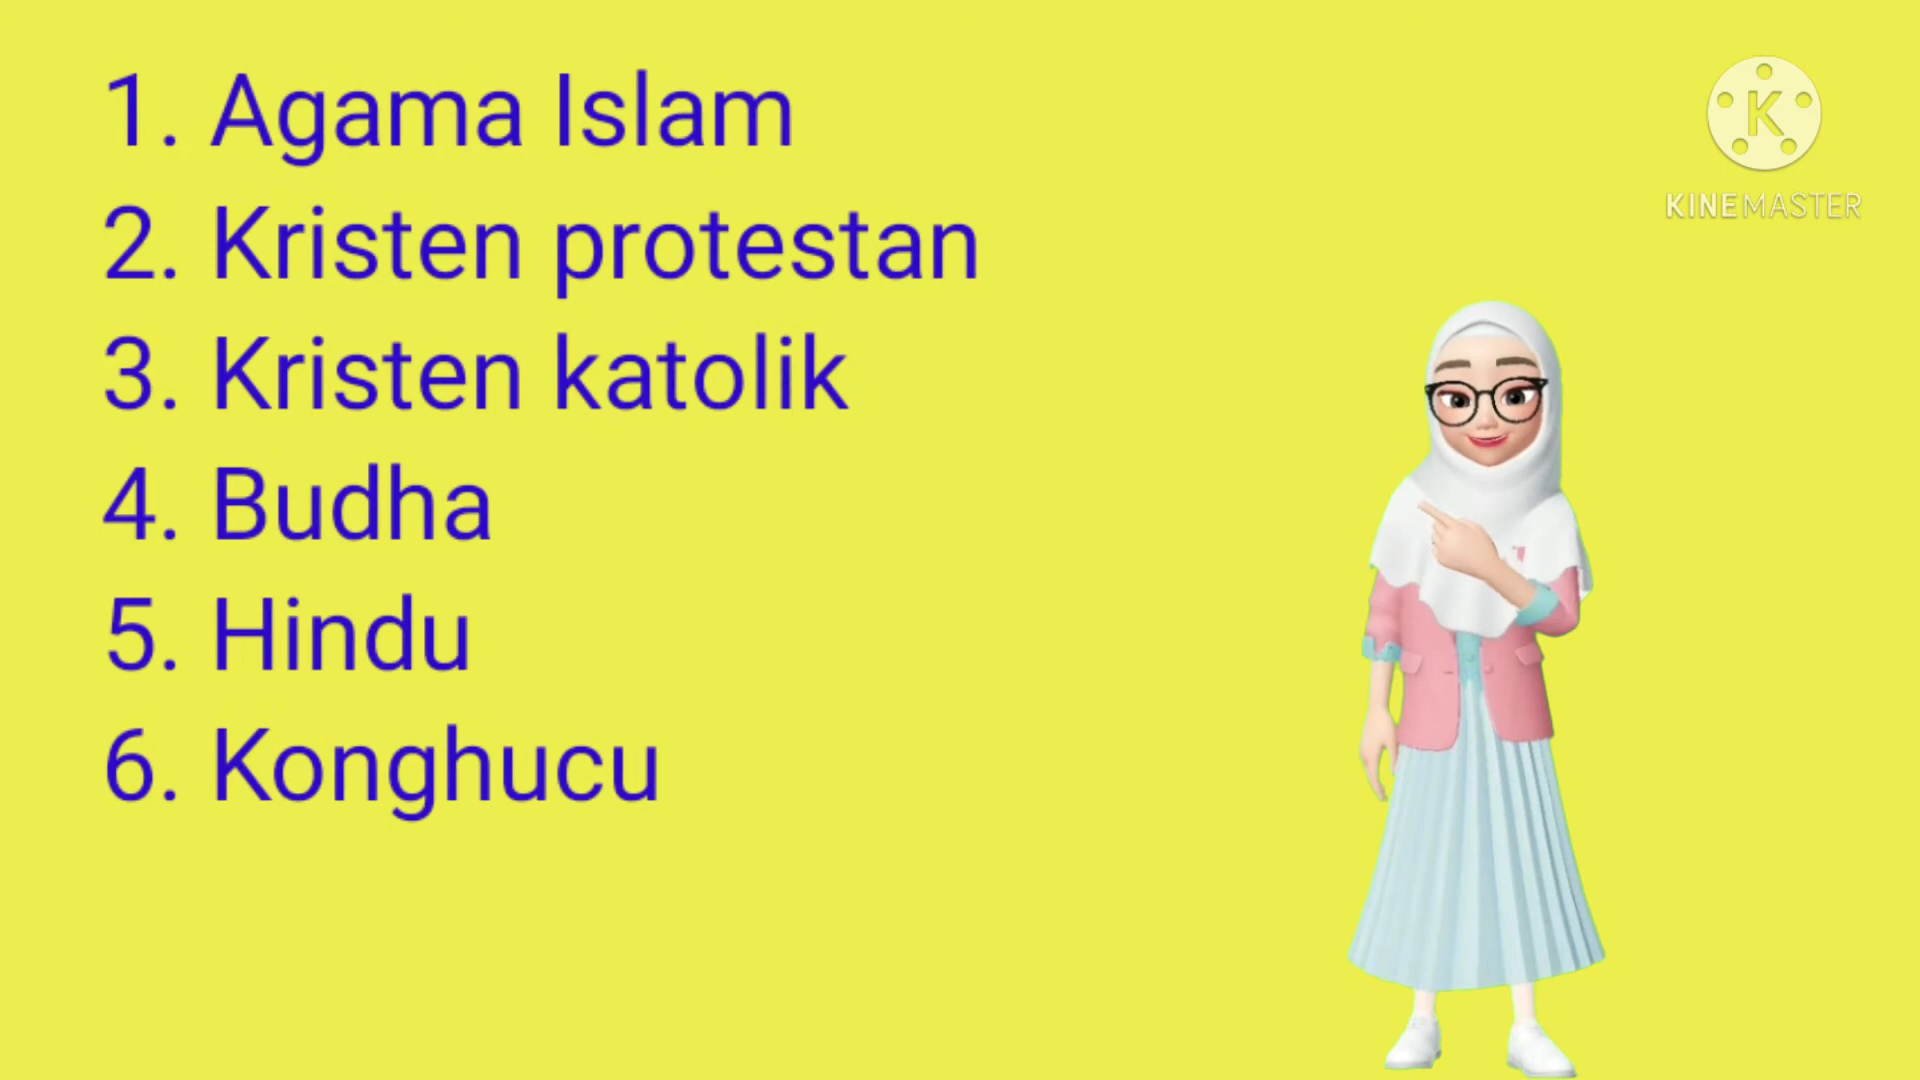 1. Agama Islam
2. Kristen protestan
3. Kristen katolik
4. Budha
5. Hindu
6. Konghucu
K
KINEMASTER